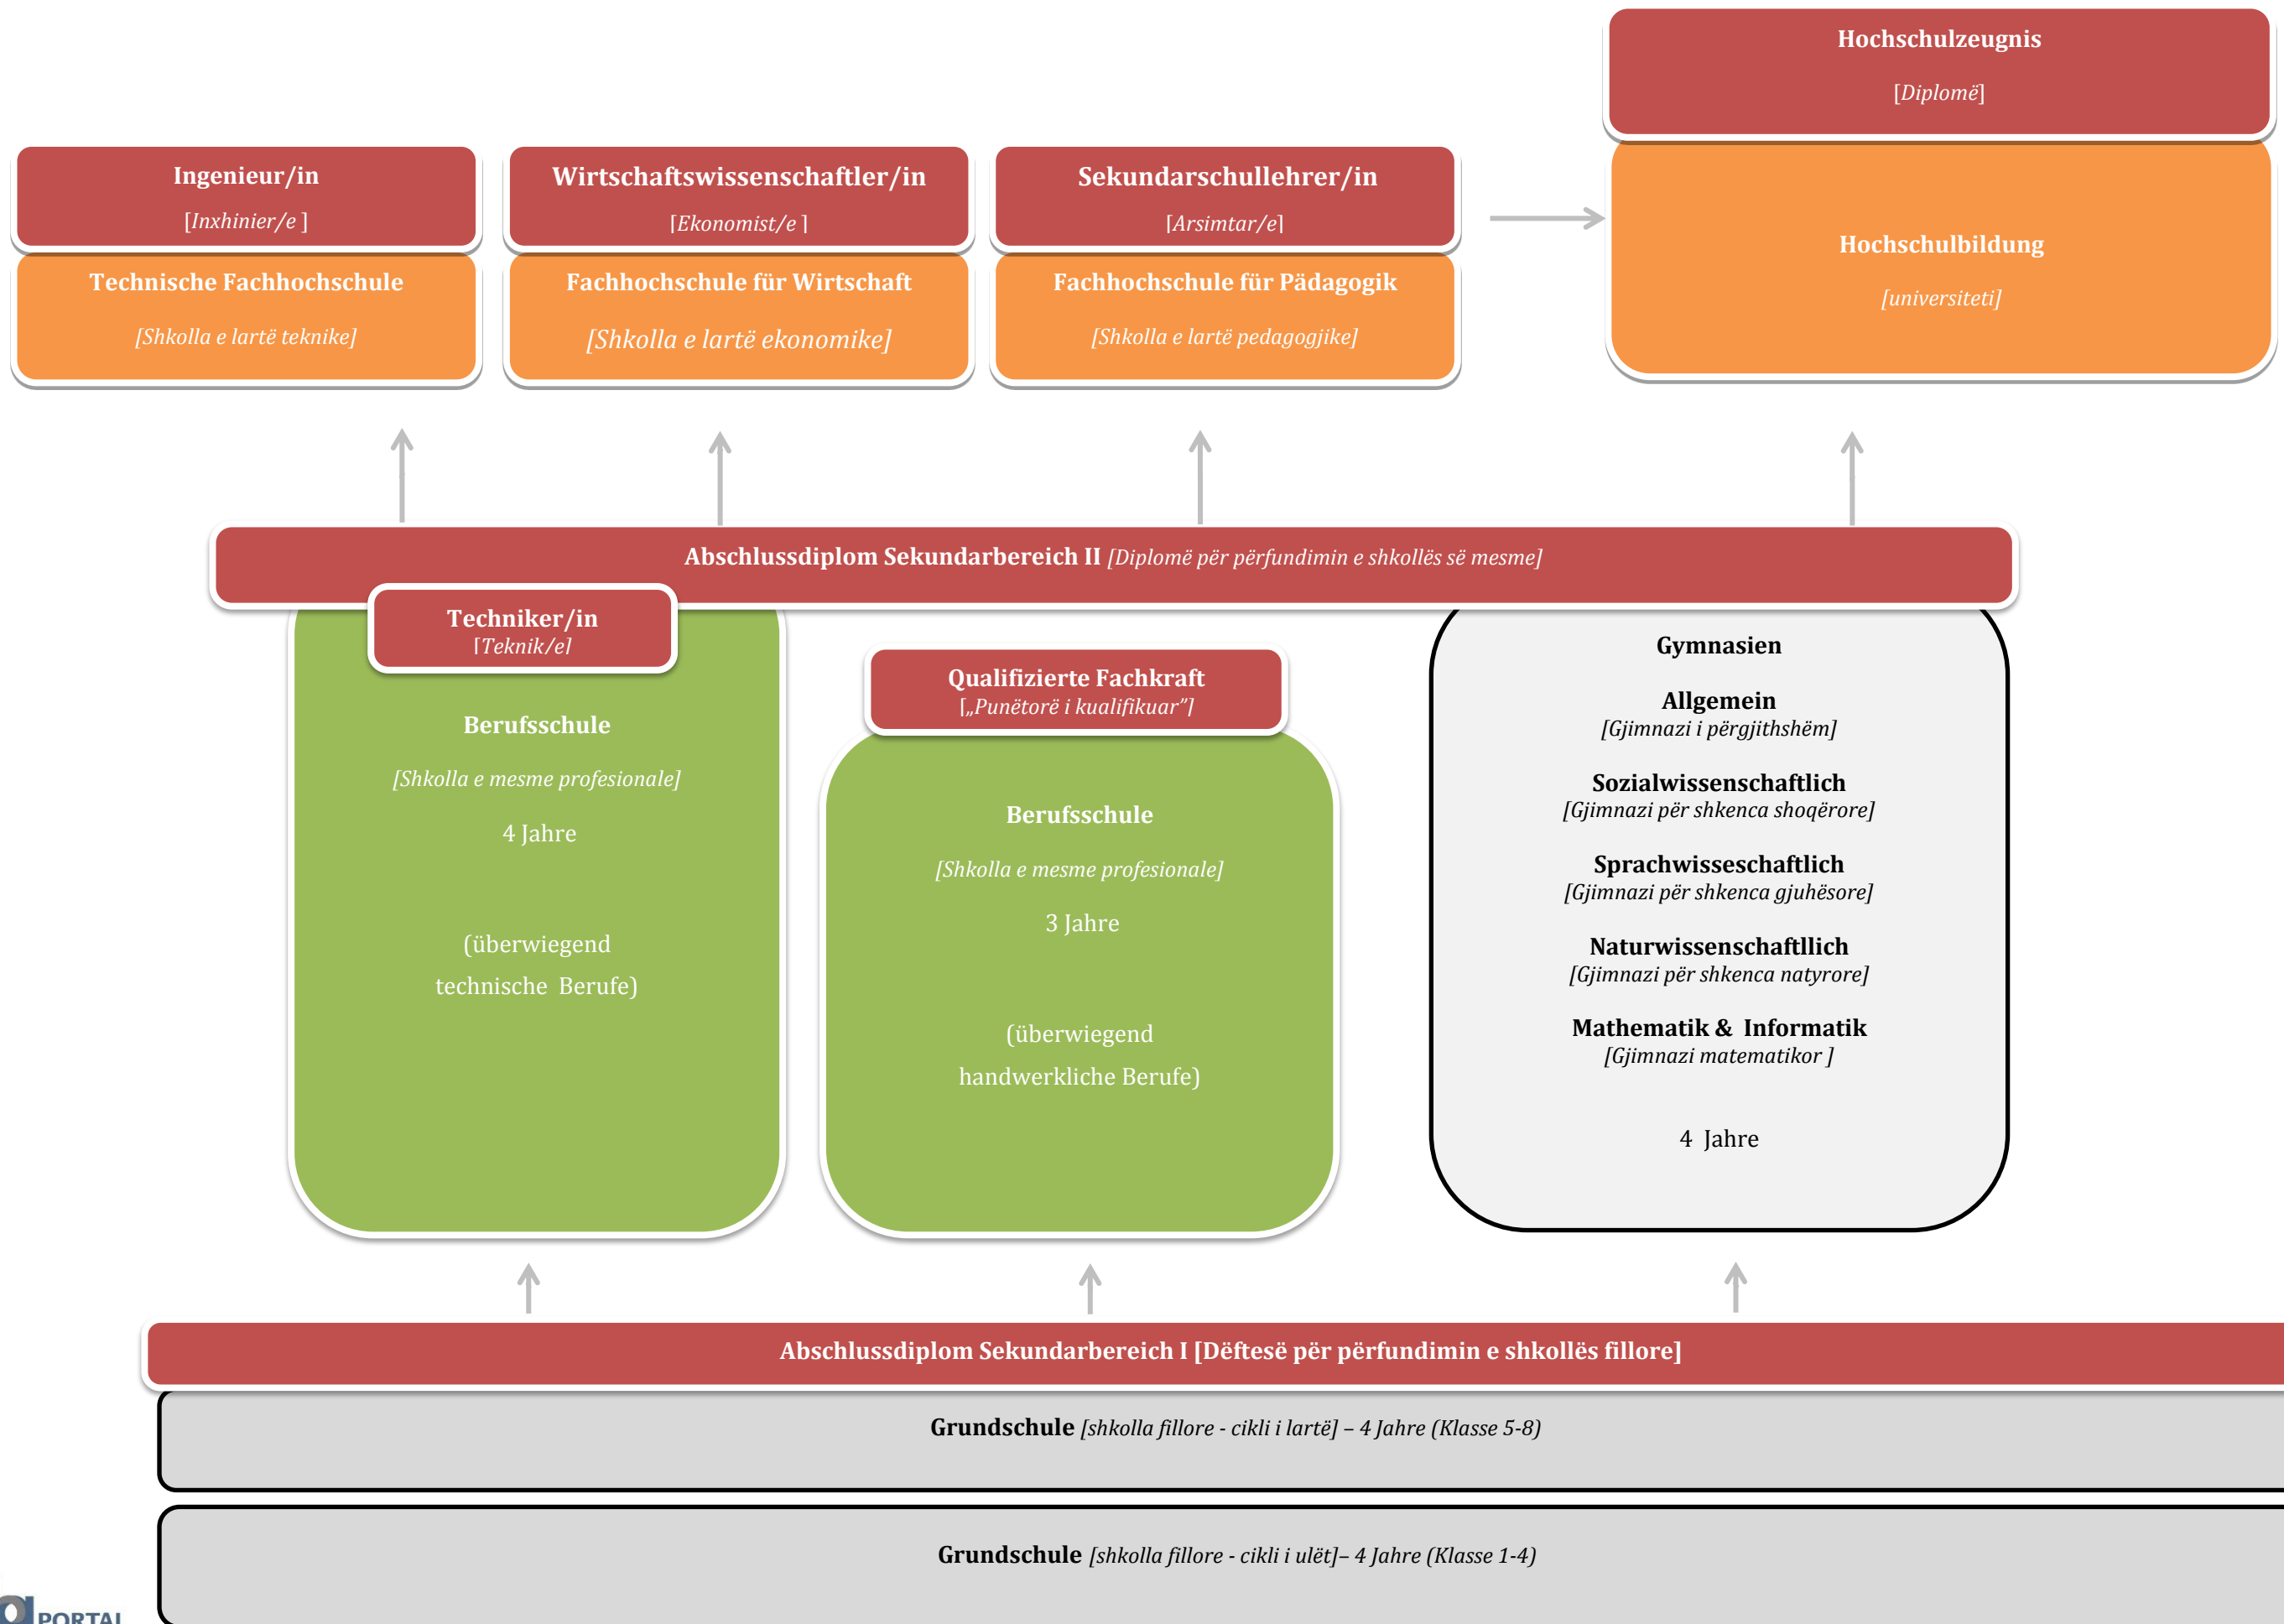 Hochschulzeugnis
[Diplomë]
Ingenieur/in
[Inxhinier/e ]
Wirtschaftswissenschaftler/in
[Ekonomist/e ]
Sekundarschullehrer/in
[Arsimtar/e]
Hochschulbildung
[universiteti]
Technische Fachhochschule
[Shkolla e lartë teknike]
Fachhochschule für Wirtschaft
[Shkolla e lartë ekonomike]
Fachhochschule für Pädagogik
[Shkolla e lartë pedagogjike]
Abschlussdiplom Sekundarbereich II [Diplomë për përfundimin e shkollës së mesme]
Techniker/in
[Teknik/e]
Berufsschule
[Shkolla e mesme profesionale]
4 Jahre
(überwiegend
technische Berufe)
Qualifizierte Fachkraft
[„Punëtorë i kualifikuar”]
Berufsschule
[Shkolla e mesme profesionale]
3 Jahre
(überwiegend
handwerkliche Berufe)
Gymnasien
Allgemein
[Gjimnazi i përgjithshëm]
Sozialwissenschaftlich
[Gjimnazi për shkenca shoqërore]
Sprachwisseschaftlich
[Gjimnazi për shkenca gjuhësore]
Naturwissenschaftllich
[Gjimnazi për shkenca natyrore]
Mathematik & Informatik
[Gjimnazi matematikor ]
4 Jahre
Abschlussdiplom Sekundarbereich I [Dëftesë për përfundimin e shkollës fillore]
Grundschule [shkolla fillore - cikli i lartë] – 4 Jahre (Klasse 5-8)
Grundschule [shkolla fillore - cikli i ulët]– 4 Jahre (Klasse 1-4)
PORTAL